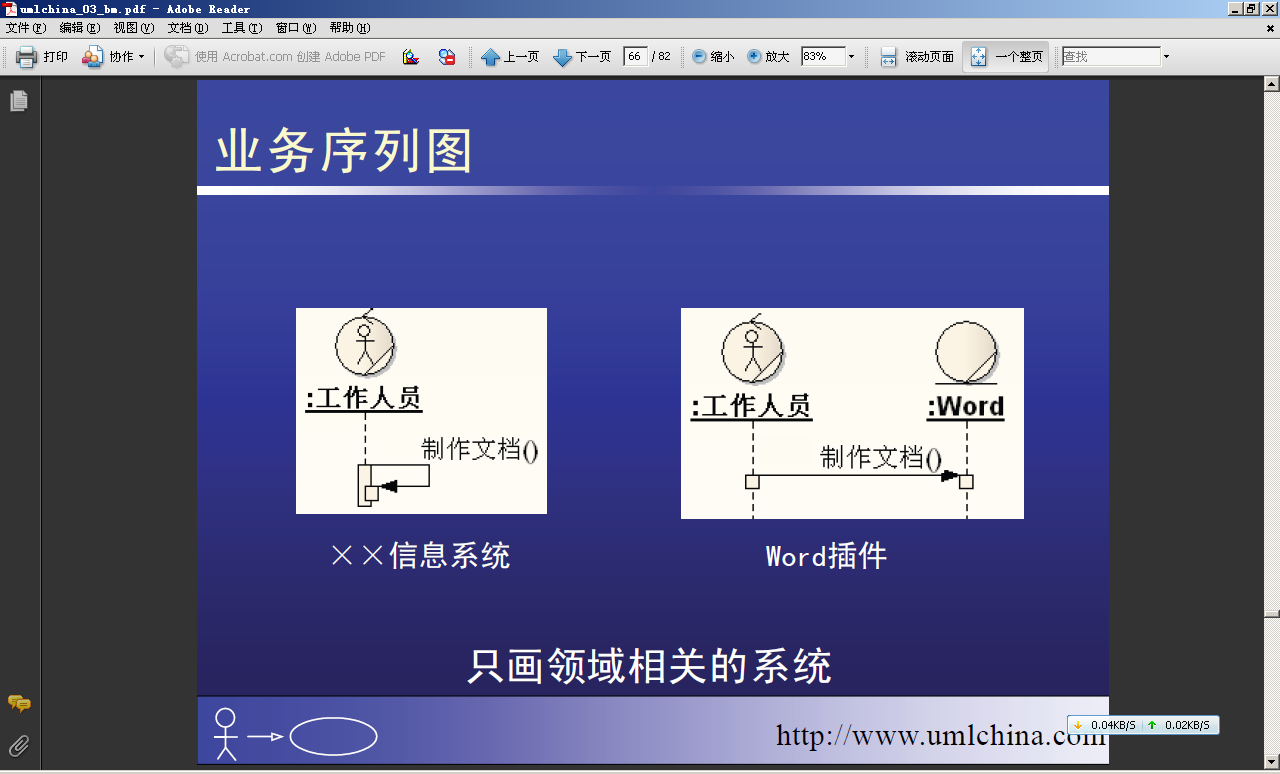 umlchina_03_bm.pdf - Adobe Reader
文件(F) 编辑(E) 视图(V) 文档(D) 工具(T) 窗口(W) 帮助(H)
打印 协作 使用 Acrobat.com 创建 Adobe PDF 上一页 下一页 66 / 82 缩小 放大 83% 滚动页面 一个整页 查找
业务序列图
:工作人员
制作文档()
××信息系统
:工作人员 :Word
制作文档()
Word插件
只画领域相关的系统
http://www.umlchina.com
0.04KB/S 0.02KB/S